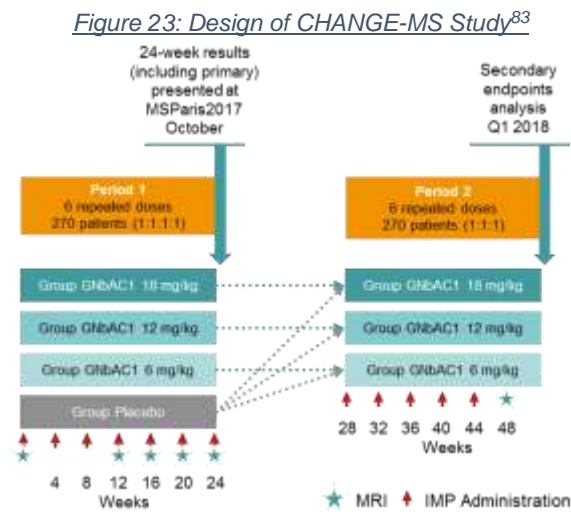 Figure 23: Design of CHANGE-MS Study83
24-week results
(including primary)
presented at
MSParis2017
October
Secondary
endpoints
analysis
Q1 2018
Period 1
6 repeated doses
270 patients (1:1:1:1)
Period 2
6 repeated doses
270 patients (1:1:1)
Group GNbAC1 18 mg/kg
Group GNbAC1 12 mg/kg
Group GNbAC1 6 mg/kg
Group Placebo
Group GNbAC1 18 mg/kg
Group GNbAC1 12 mg/kg
Group GNbAC1 6 mg/kg
4 8 12 16 20 24
Weeks
28 32 36 40 44 48
Weeks
MRI IMP Administration